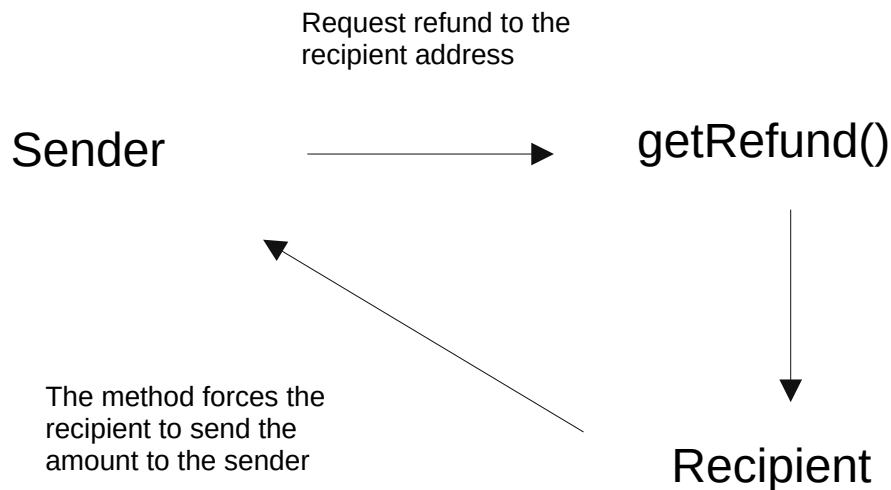 Request refund to the
recipient address
Sender
getRefund()
The method forces the
recipient to send the
amount to the sender
Recipient